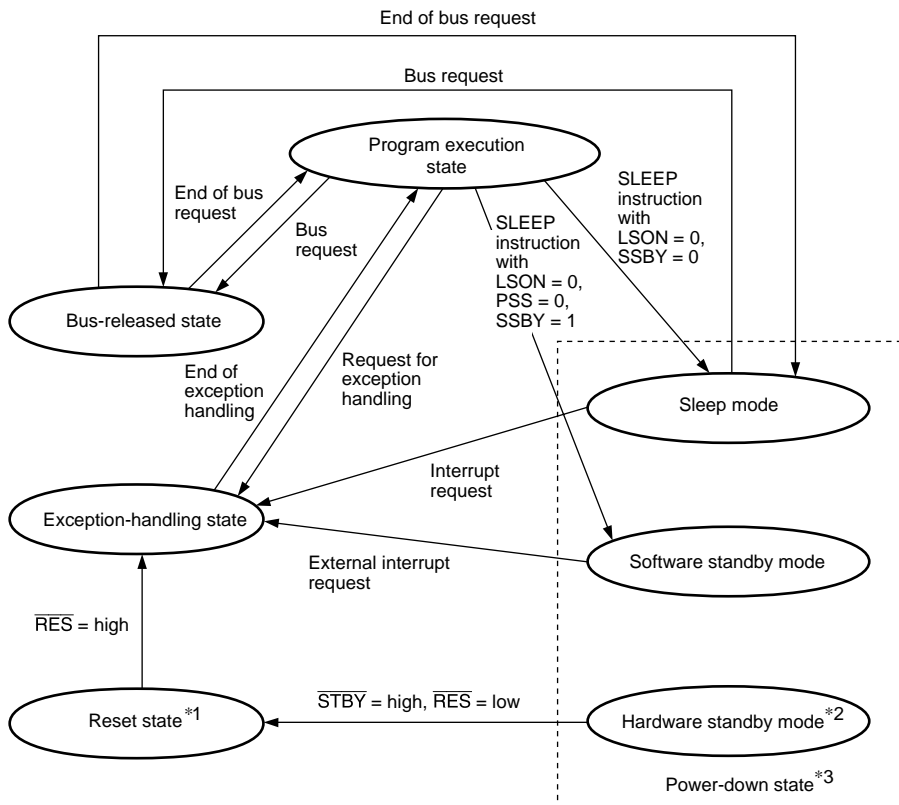 End of bus request
Bus request
Program execution
state
End of bus
request
Bus
request
SLEEP
instruction
with
LSON = 0,
PSS = 0,
SSBY = 1
SLEEP
instruction
with
LSON = 0,
SSBY = 0
Bus-released state
End of
exception
handling
Request for
exception
handling
Sleep mode
Interrupt
request
Exception-handling state
External interrupt
request
Software standby mode
R̅E̅S̅ = high
Reset state*1
S̅T̅B̅Y̅ = high, R̅E̅S̅ = low
Hardware standby mode*2
Power-down state*3